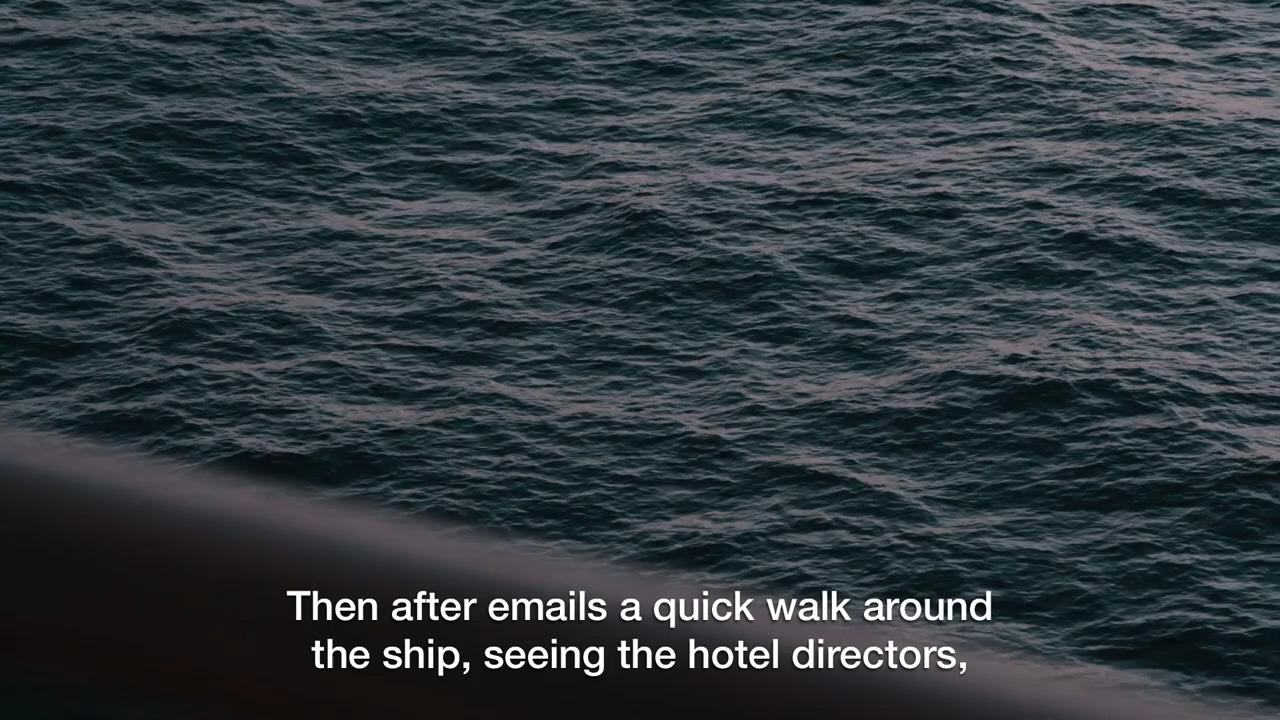 Then after emails a quick walk around
the ship, seeing the hotel directors,